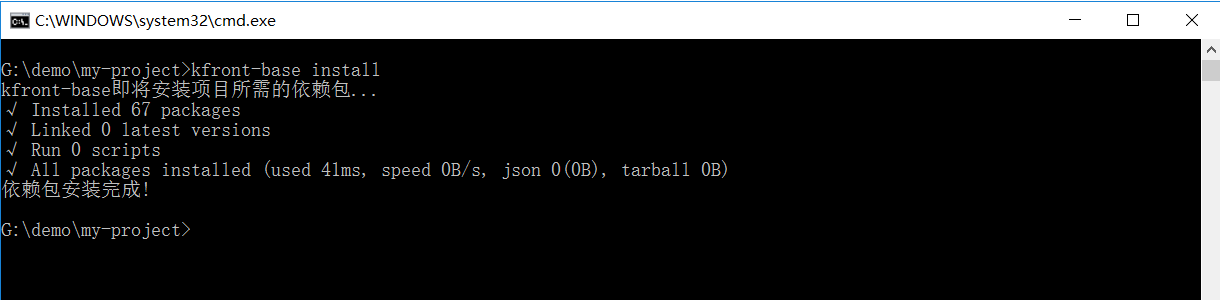 C:\WINDOWS\system32\cmd.exe
G:\demo\my-project>kfront-base install
kfront-base即将安装项目所需的依赖包...
√ Installed 67 packages
√ Linked 0 latest versions
√ Run 0 scripts
√ All packages installed (used 41ms, speed 0B/s, json 0(0B), tarball 0B)
依赖包安装完成!
G:\demo\my-project>